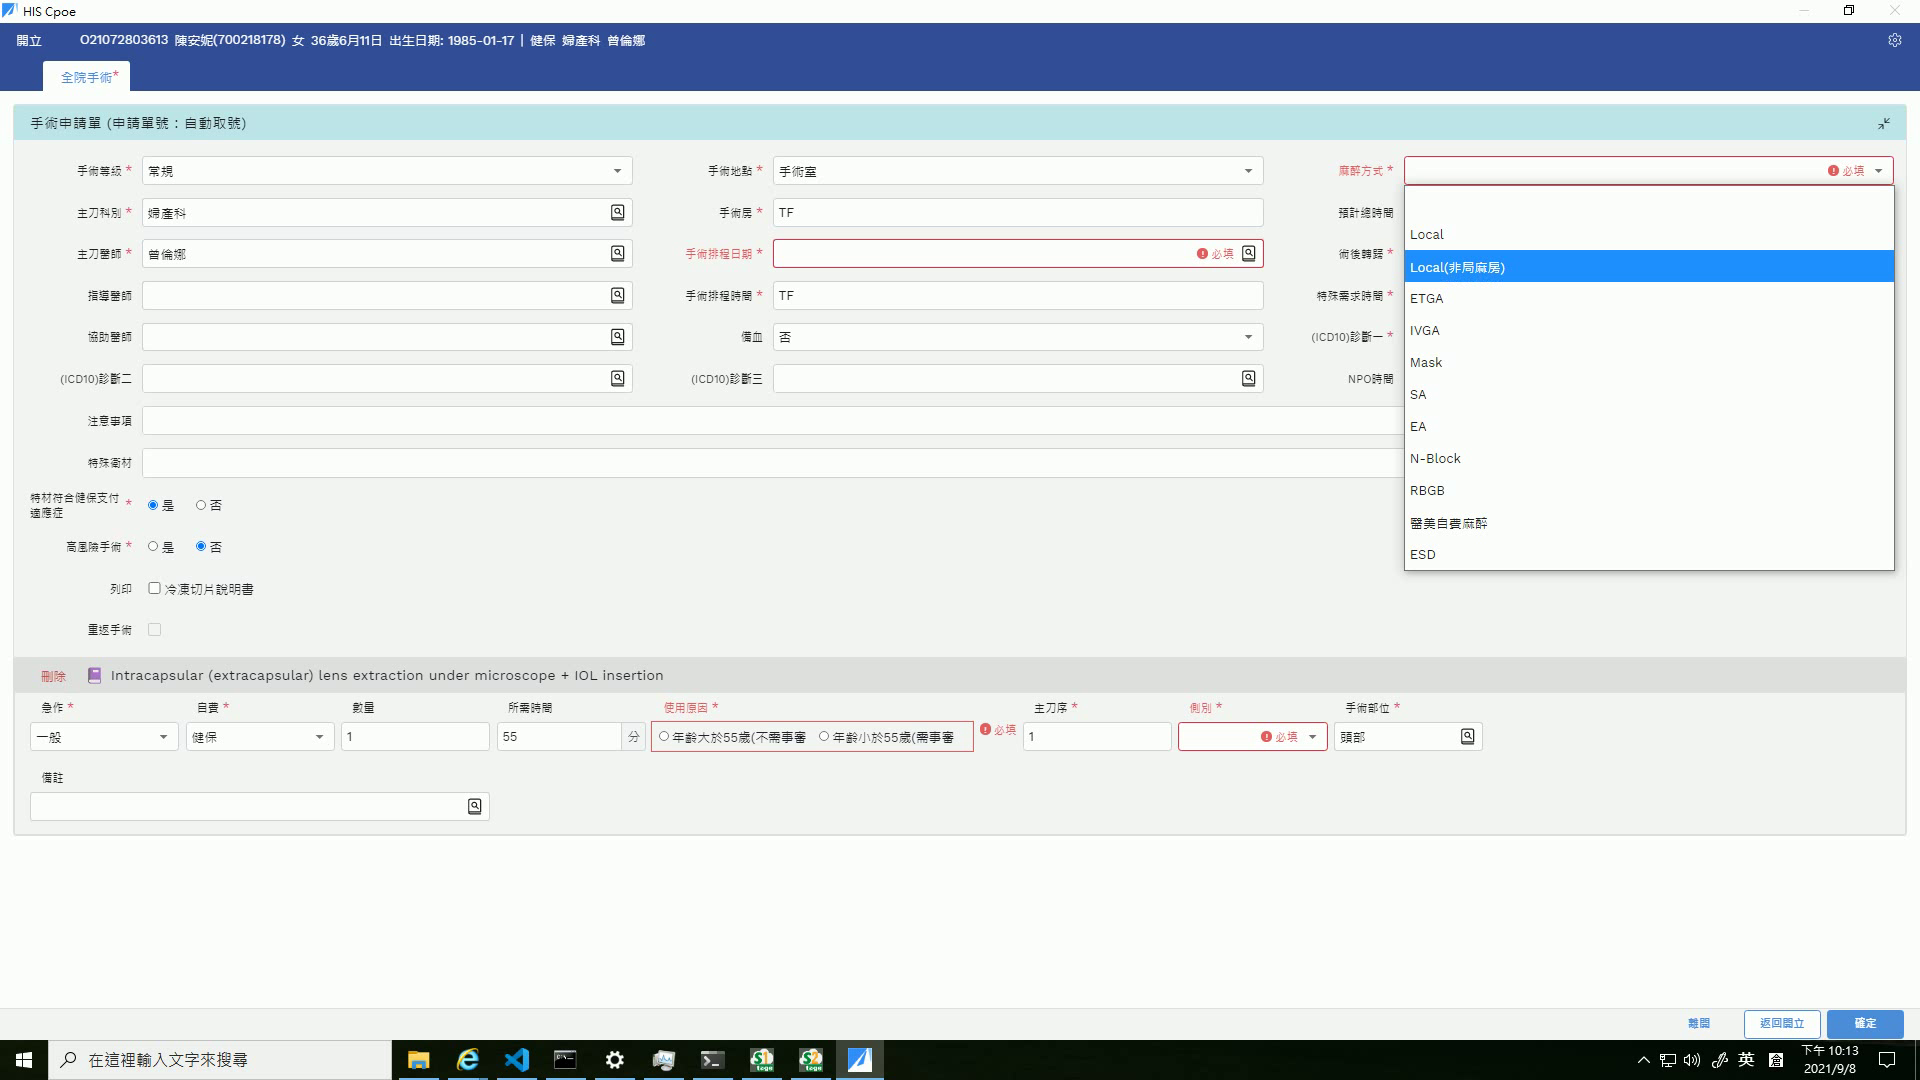 HIS Cpoe
開立 O21072803613 陳安妮(700218178) 女 36歲6月11日 出生日期: 1985-01-17 | 健保 婦產科 曾倫娜
全院手術*
手術申請單 (申請單號：自動取號)
手術等級 * 常規 手術地點 * 手術室 麻醉方式 * 必填
主刀科別 * 婦產科 手術房 * TF 預計總時間
主刀醫師 * 曾倫娜 手術排程日期 * 必填 術後轉歸 *
指導醫師 手術排程時間 * TF 特殊需求時間 *
協助醫師 備血 否 (ICD10)診斷一 *
(ICD10)診斷二 (ICD10)診斷三 NPO時間
Local
Local(非局麻房)
ETGA
IVGA
Mask
SA
EA
N-Block
RBGB
醫美自費麻醉
ESD
注意事項
特殊衛材
特材符合健保支付適應症 * 是 否
高風險手術 * 是 否
列印 冷凍切片說明書
重返手術
刪除 Intracapsular (extracapsular) lens extraction under microscope + IOL insertion
急作 * 自費 * 數量 所需時間 使用原因 * 主刀序 * 側別 * 手術部位 *
一般 健保 1 55 分 年齡大於55歲(不需事審 年齡小於55歲(需事審 必填 1 必填 頭部
備註
離開 返回開立 確定
在這裡輸入文字來搜尋
S1 togo S2 togo
英
下午 10:13
2021/9/8